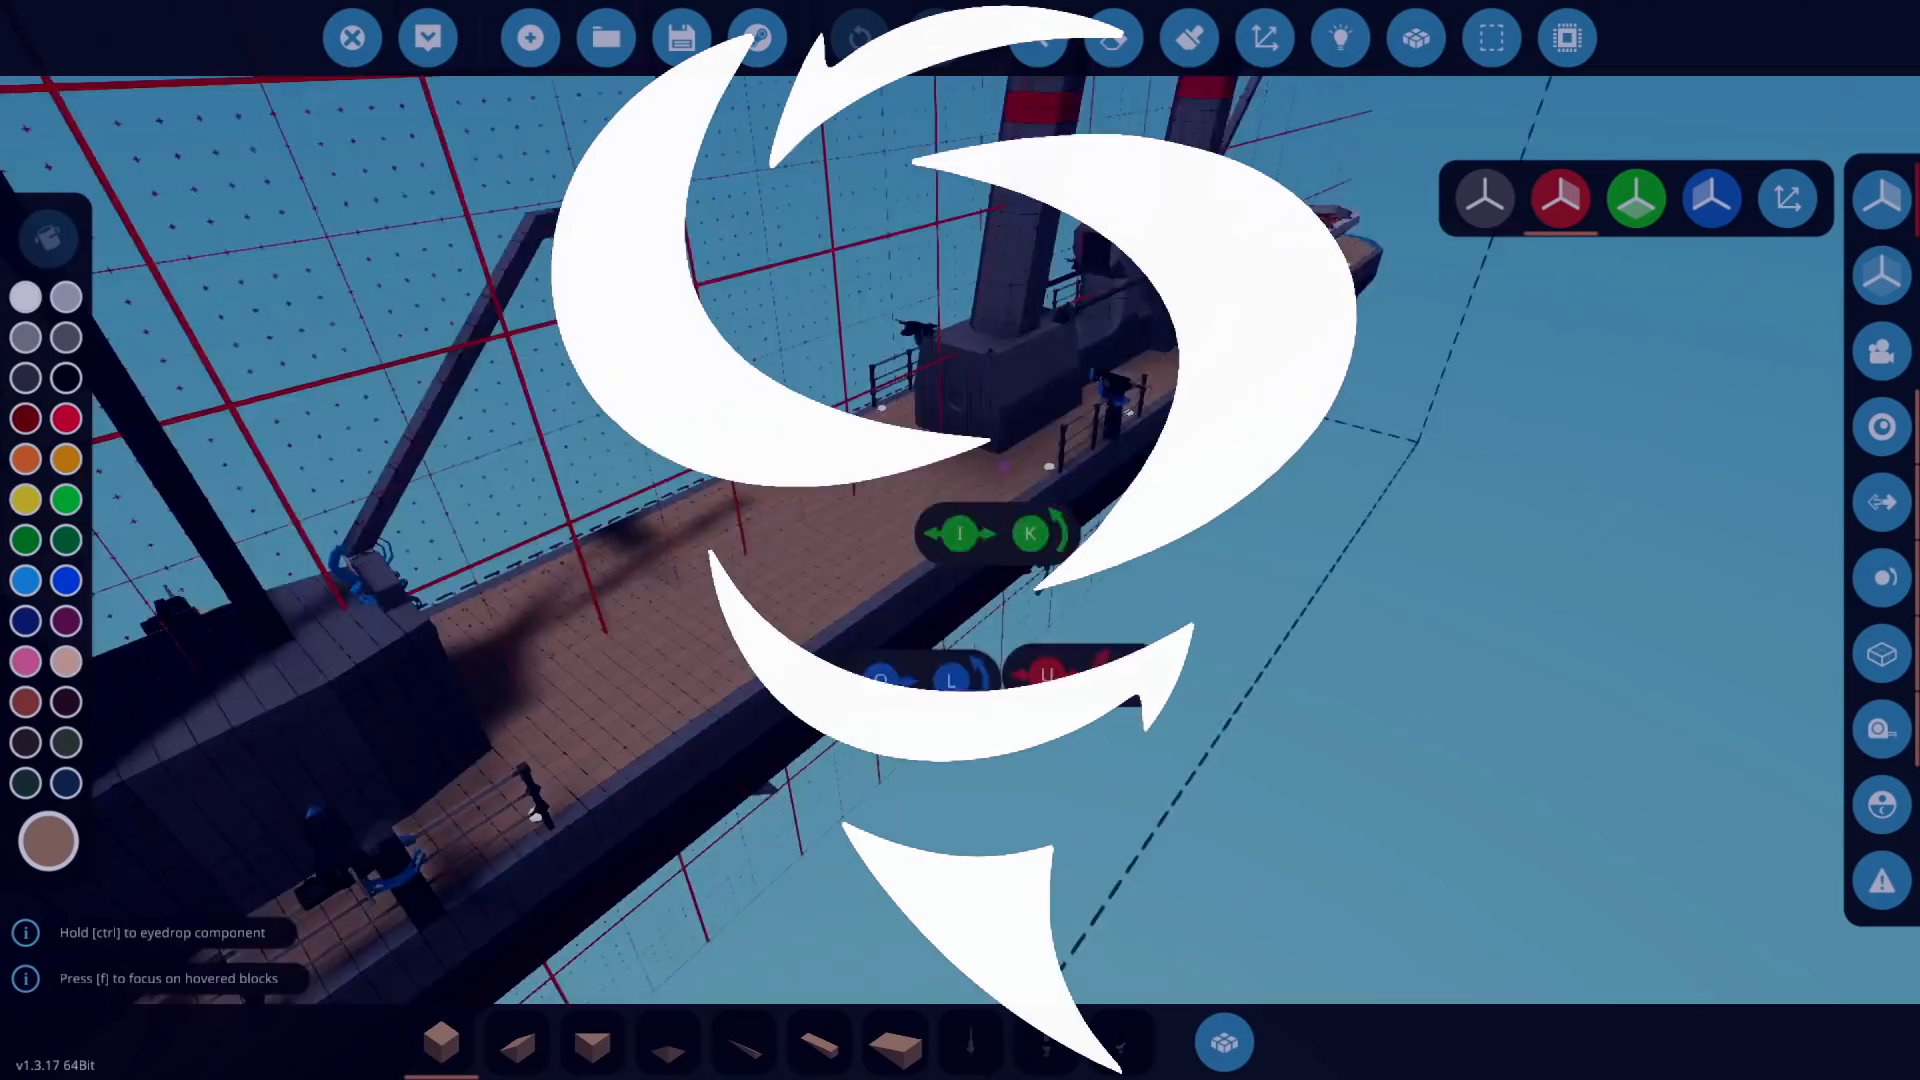 I K
L U
Hold [ctrl] to eyedrop component
Press [f] to focus on hovered blocks
v1.3.17 64Bit